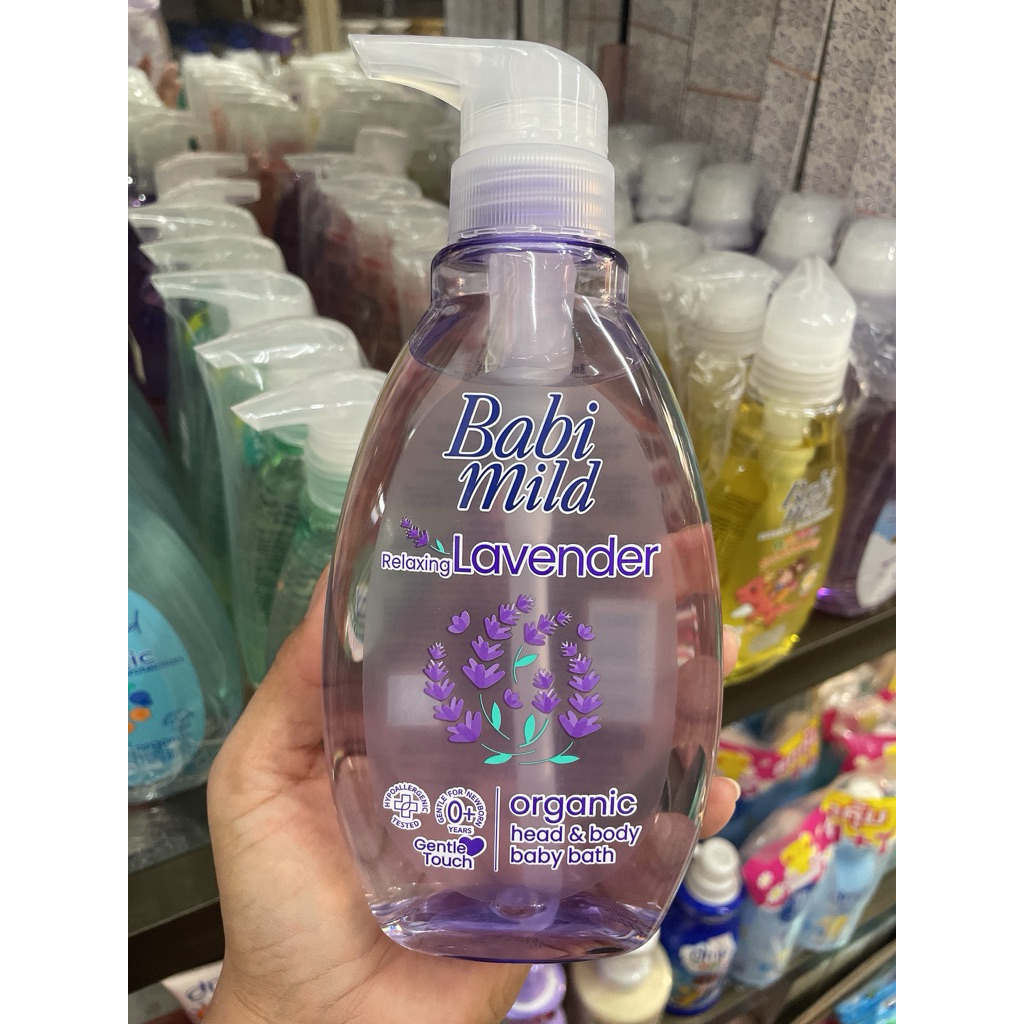 Babi
mild
Relaxing Lavender
HYPOALLERGENIC
TESTED
GENTLE FOR NEWBORN
0+
YEARS
Gentle
Touch
organic
head & body
baby bath